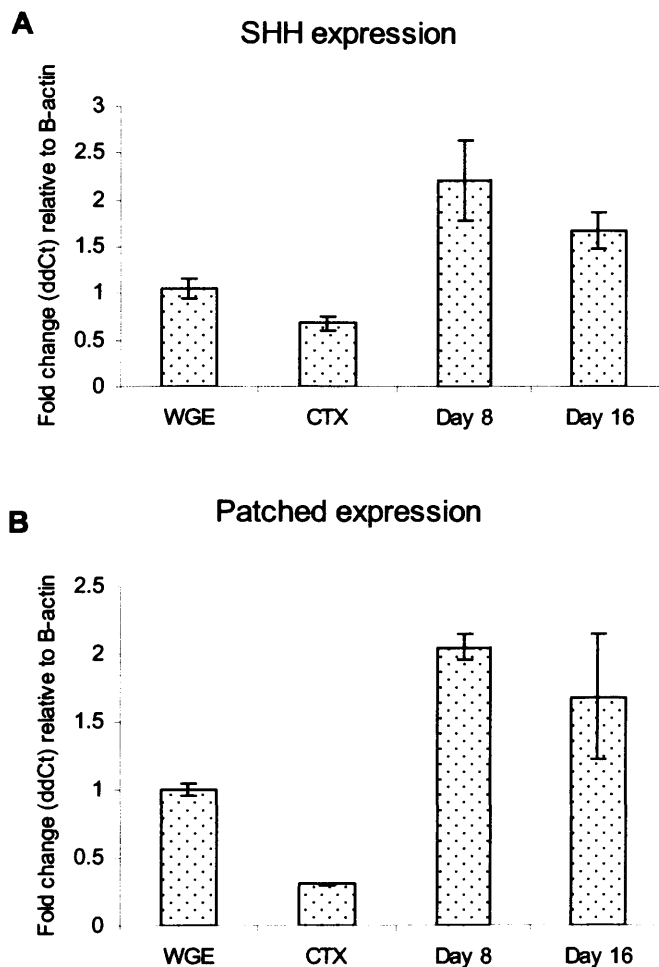 A
SHH expression
Fold change (ddCt) relative to B-actin
3
2.5
2
1.5
1
0.5
0
WGE CTX Day 8 Day 16
B
Patched expression
Fold change (ddCt) relative to B-actin
2.5
2
1.5
1
0.5
0
WGE CTX Day 8 Day 16